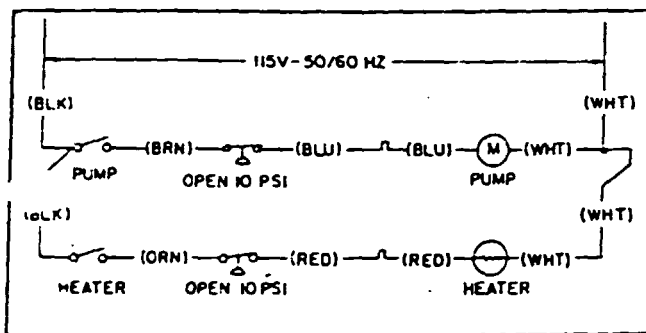 115V-50/60 HZ
(BLK) (WHT)
(BRN) (BLU) (BLU) M (WHT)
PUMP OPEN 10 PSI PUMP
(BLK) (WHT)
(ORN) (RED) (RED) (WHT)
HEATER OPEN 10 PSI HEATER